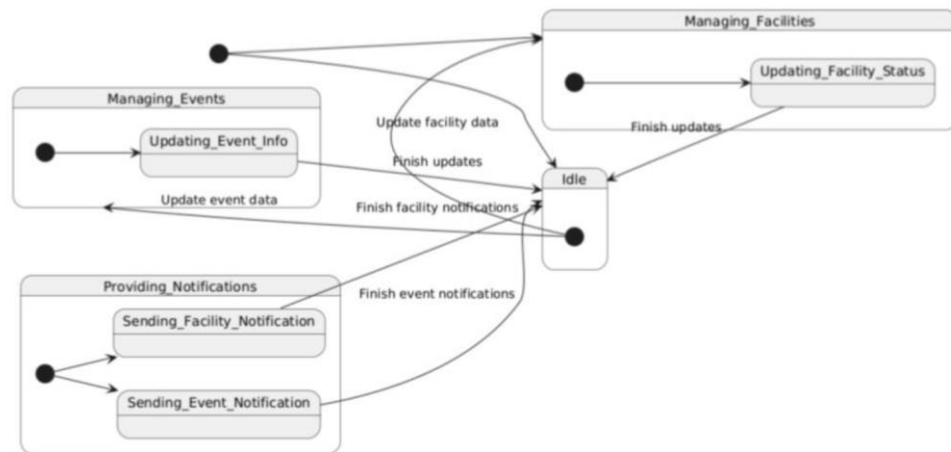 Managing_Facilities
Updating_Facility_Status
Managing_Events
Updating_Event_Info
Update facility data
Finish updates
Finish updates
Idle
Update event data
Finish facility notifications
Providing_Notifications
Finish event notifications
Sending_Facility_Notification
Sending_Event_Notification